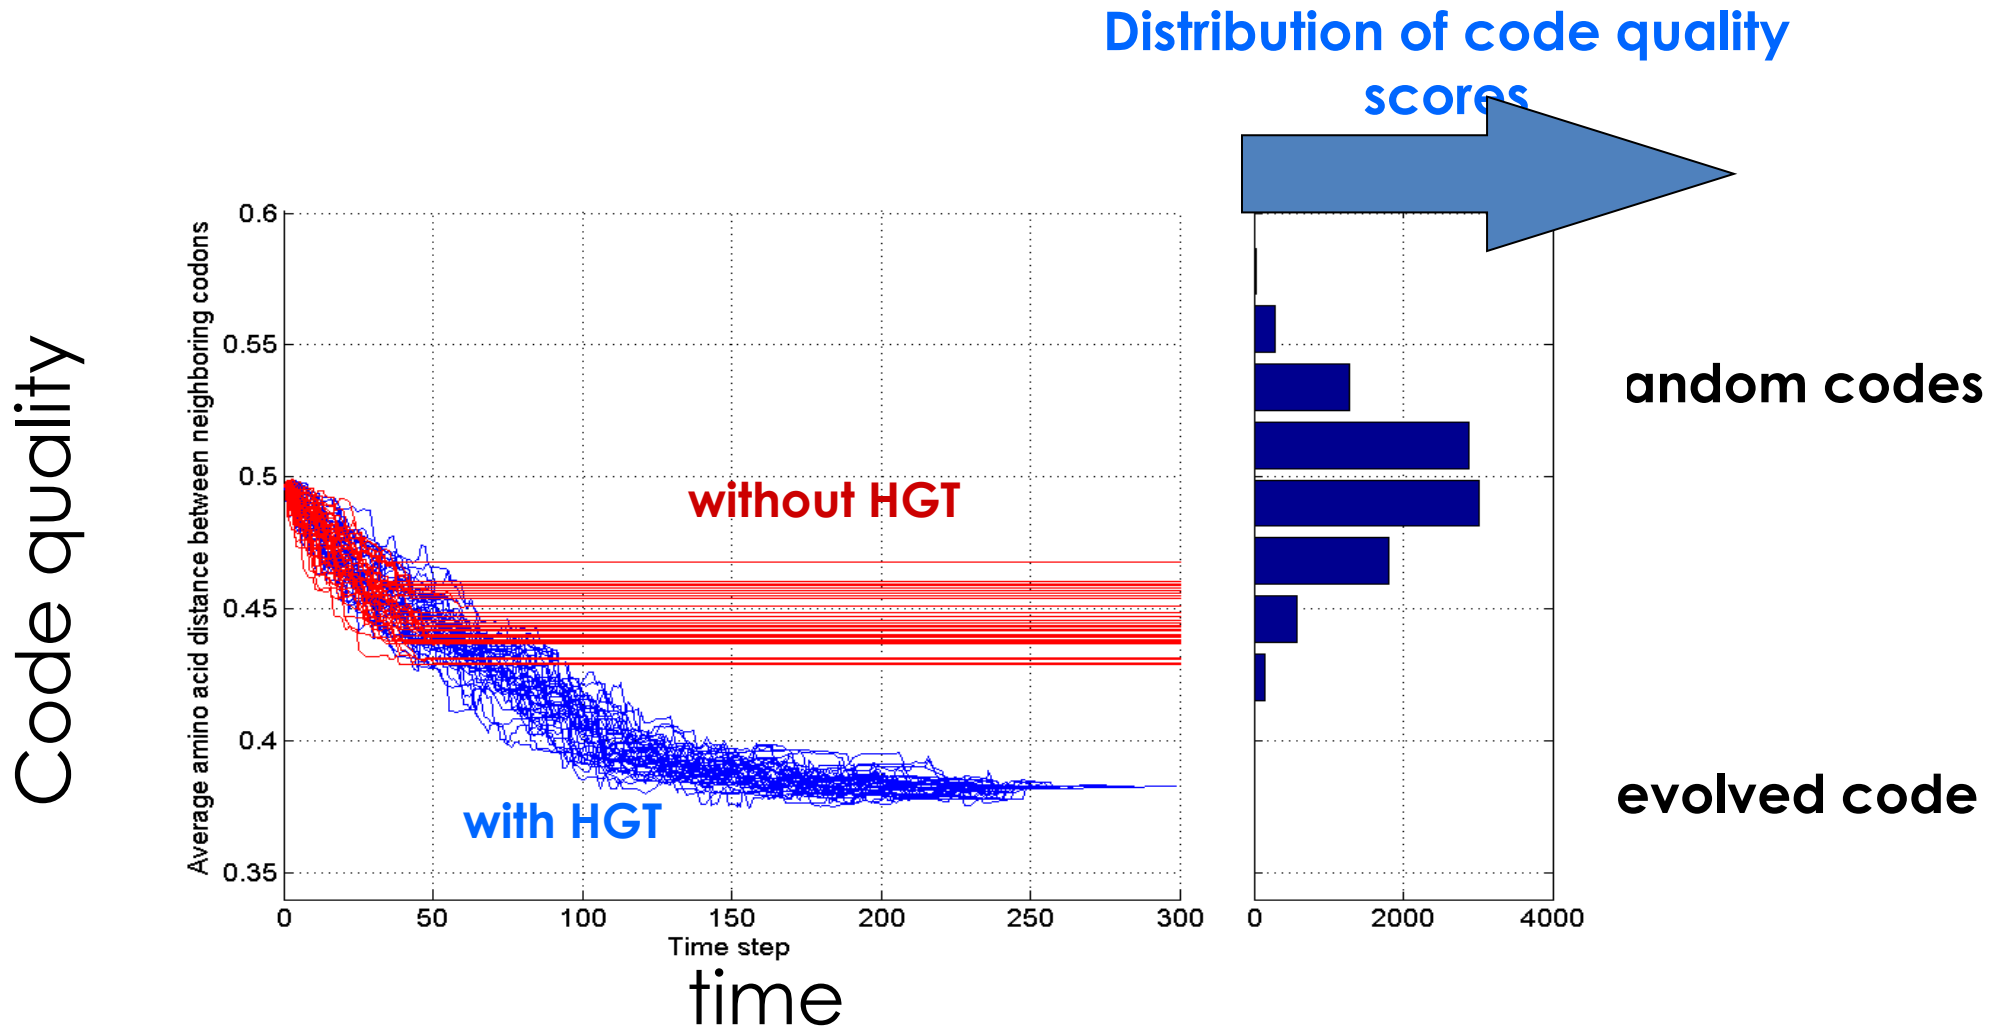 Distribution of code quality
scores
Code quality
Average amino acid distance between neighboring codons
0.6
0.55
0.5
0.45
0.4
0.35
without HGT
with HGT
0 50 100 150 200 250 300
Time step
time
0 2000 4000
andom codes
evolved code